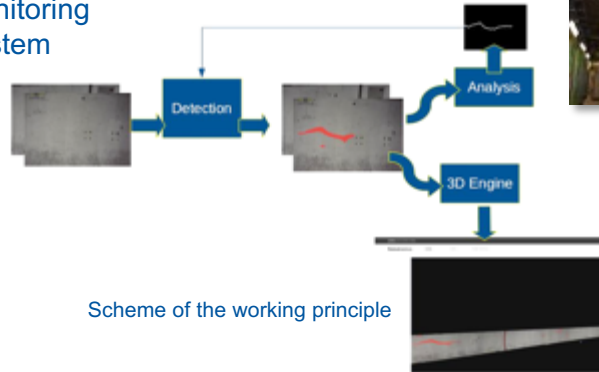 nitoring
stem
Detection
Analysis
3D Engine
Scheme of the working principle